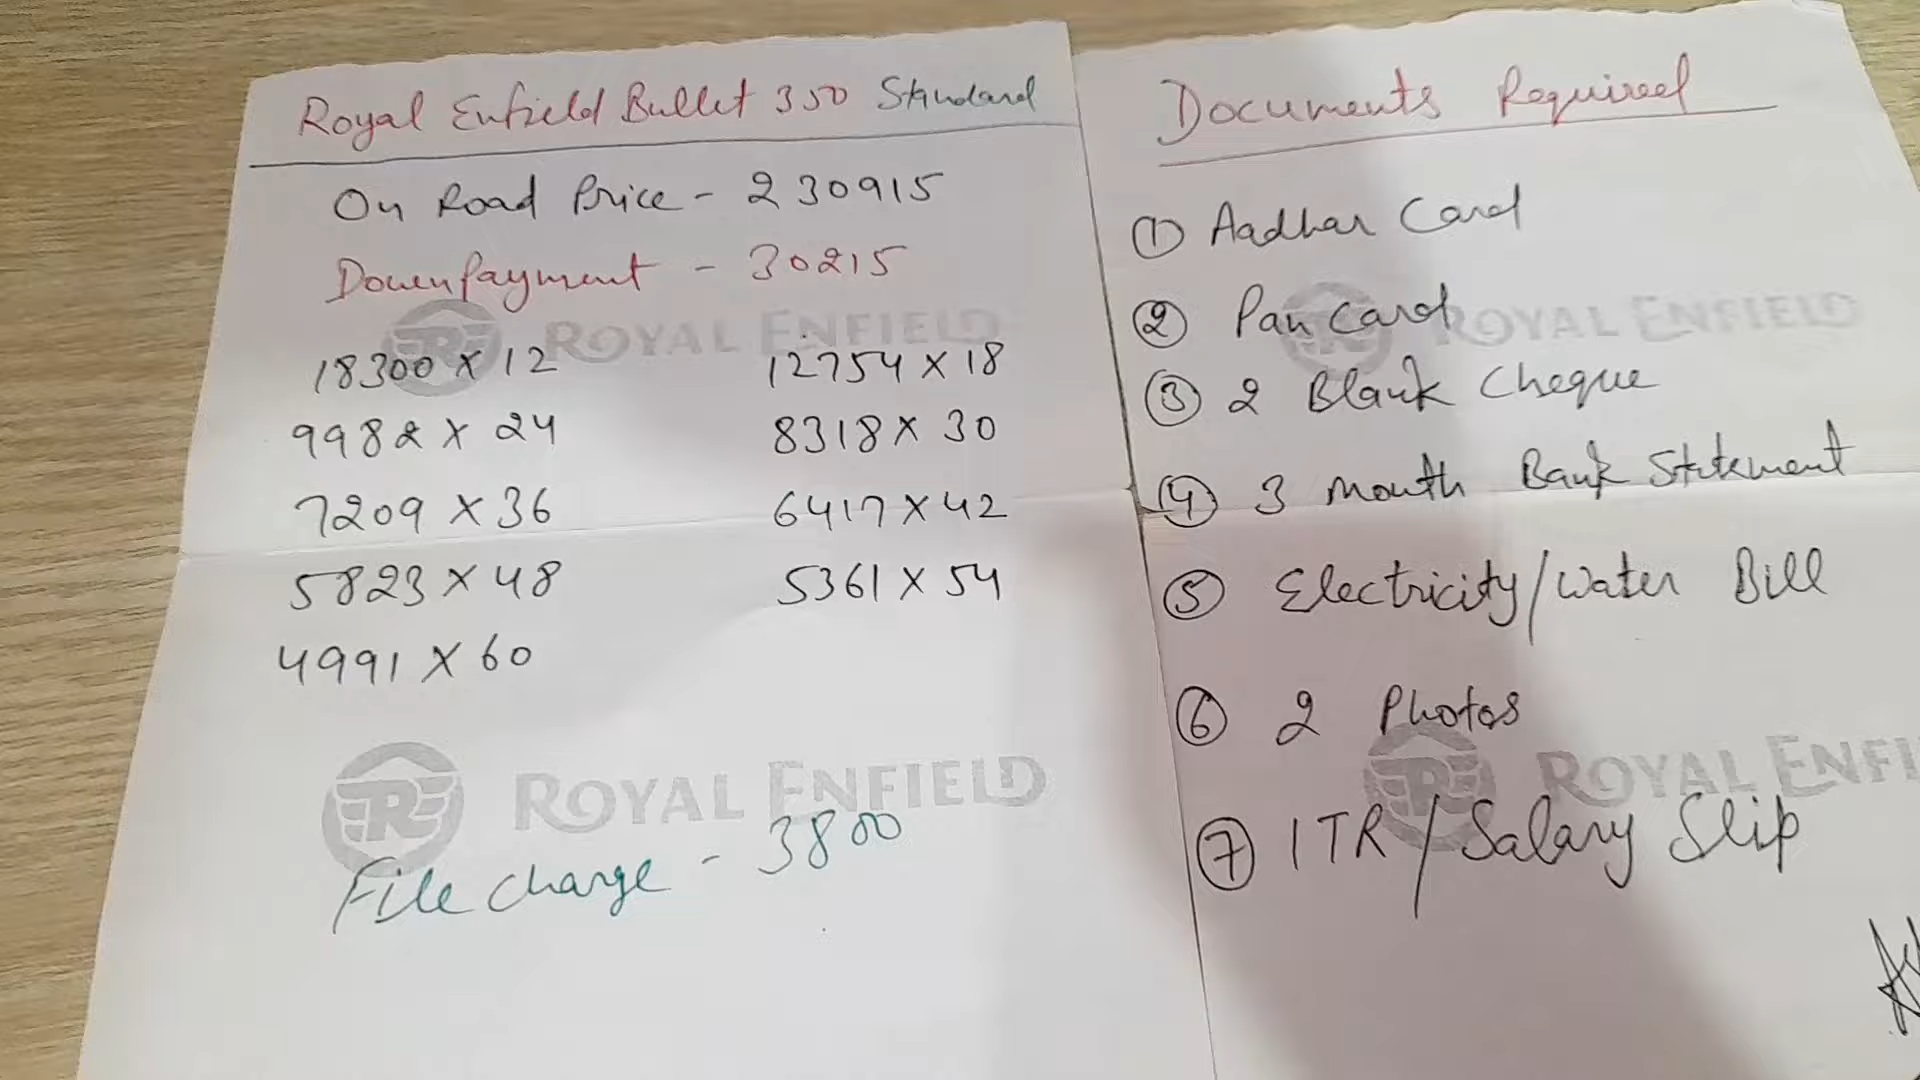 Royal Enfield Bullet 350 Standard
On Road Price - 230915
Downpayment - 30215
ROYAL ENFIELD
18300 X 12
12754 X 18
9982 X 24
8318 X 30
7209 X 36
6417 X 42
5823 X 48
5361 X 54
4991 X 60
ROYAL ENFIELD
File charge - 3800
Documents Required
① Aadhar Card
② Pan Card
ROYAL ENFIELD
③ 2 Blank Cheque
④ 3 Month Bank Statement
⑤ Electricity/Water Bill
⑥ 2 Photos
ROYAL ENFI
⑦ ITR / Salary Slip